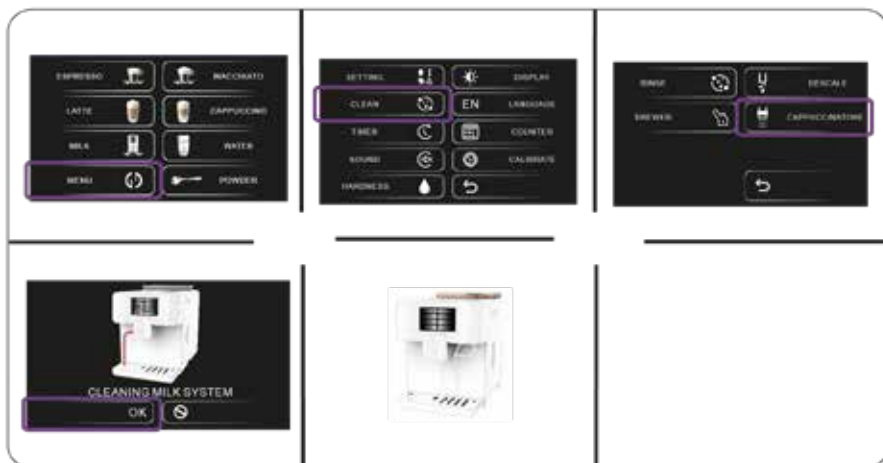 ESPRESSO MACCHIATO
LATTE CAPPUCCINO
MILK WATER
MENU POWDER
SETTING DISPLAY
CLEAN EN LANGUAGE
TIMER COUNTER
SOUND CALIBRATE
HARDNESS
RINSE DESCALE
BREWER CAPPUCCINATORE
CLEANING MILK SYSTEM
OK